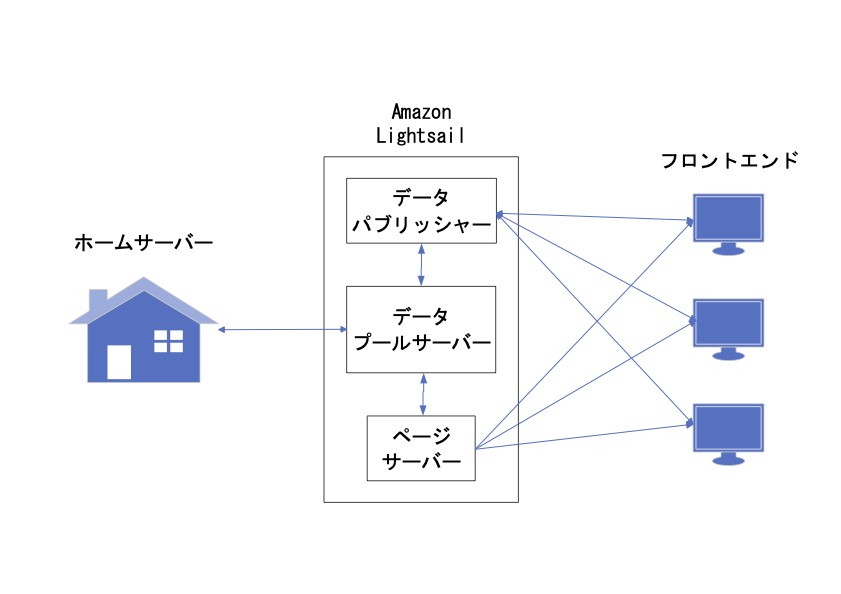 Amazon
Lightsail
フロントエンド
データ
パブリッシャー
ホームサーバー
データ
プールサーバー
ページ
サーバー